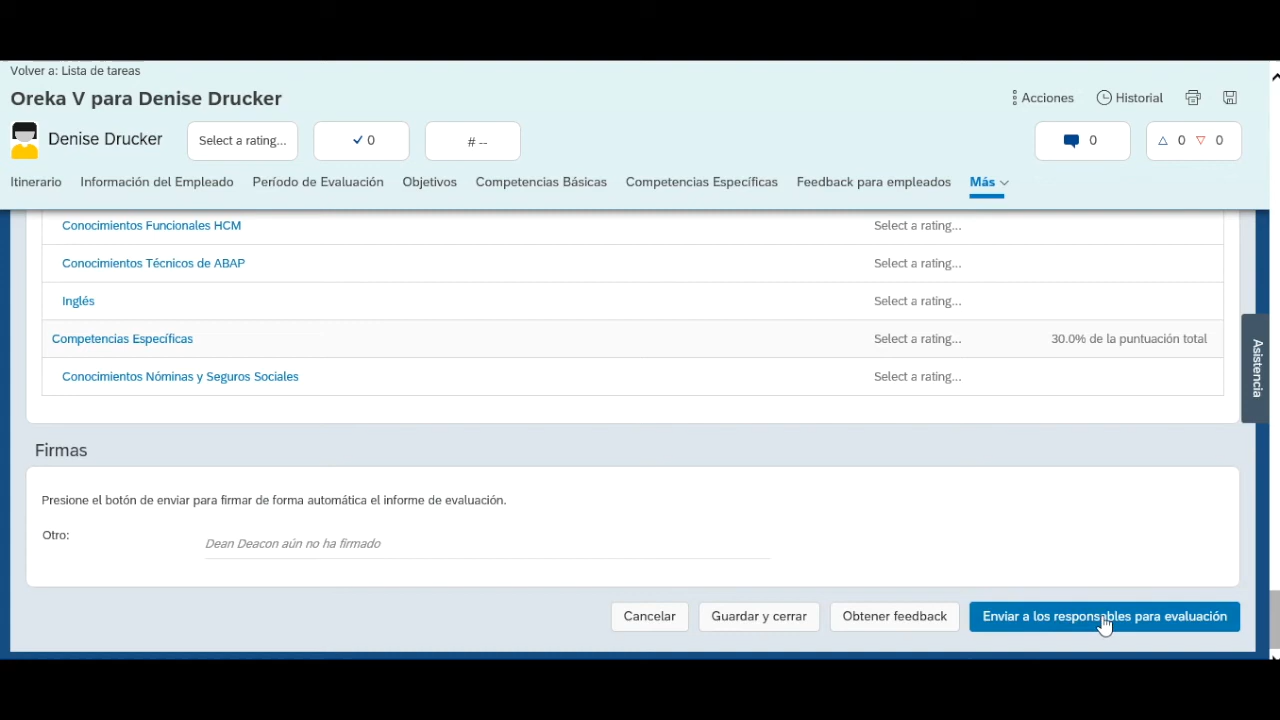 Volver a: Lista de tareas
Oreka V para Denise Drucker
Acciones Historial
Denise Drucker Select a rating... 0 # -- 0 0 0
Itinerario Información del Empleado Período de Evaluación Objetivos Competencias Básicas Competencias Específicas Feedback para empleados Más
Conocimientos Funcionales HCM Select a rating...
Conocimientos Técnicos de ABAP Select a rating...
Inglés Select a rating...
Competencias Específicas Select a rating... 30.0% de la puntuación total
Conocimientos Nóminas y Seguros Sociales Select a rating...
Asistencia
Firmas
Presione el botón de enviar para firmar de forma automática el informe de evaluación.
Otro:
Dean Deacon aún no ha firmado
Cancelar Guardar y cerrar Obtener feedback Enviar a los responsables para evaluación